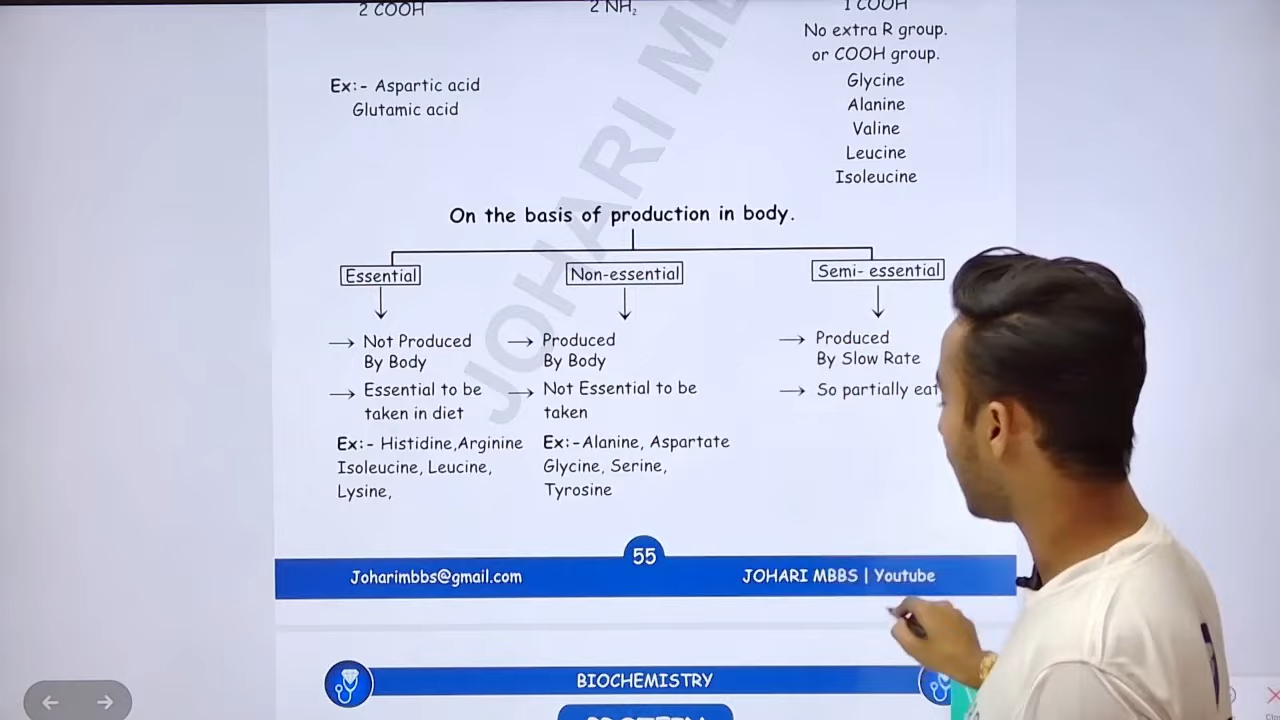 2 COOH
2 NH₂
1 COOH
No extra R group.
or COOH group.
Ex:- Aspartic acid
Glutamic acid
Glycine
Alanine
Valine
Leucine
Isoleucine
On the basis of production in body.
Essential
Non-essential
Semi- essential
→ Not Produced
By Body
→ Essential to be
taken in diet
Ex:- Histidine,Arginine
Isoleucine, Leucine,
Lysine,
→ Produced
By Body
→ Not Essential to be
taken
Ex:-Alanine, Aspartate
Glycine, Serine,
Tyrosine
→ Produced
By Slow Rate
→ So partially eat
JOHARI
55
Joharimbbs@gmail.com
JOHARI MBBS | Youtube
BIOCHEMISTRY